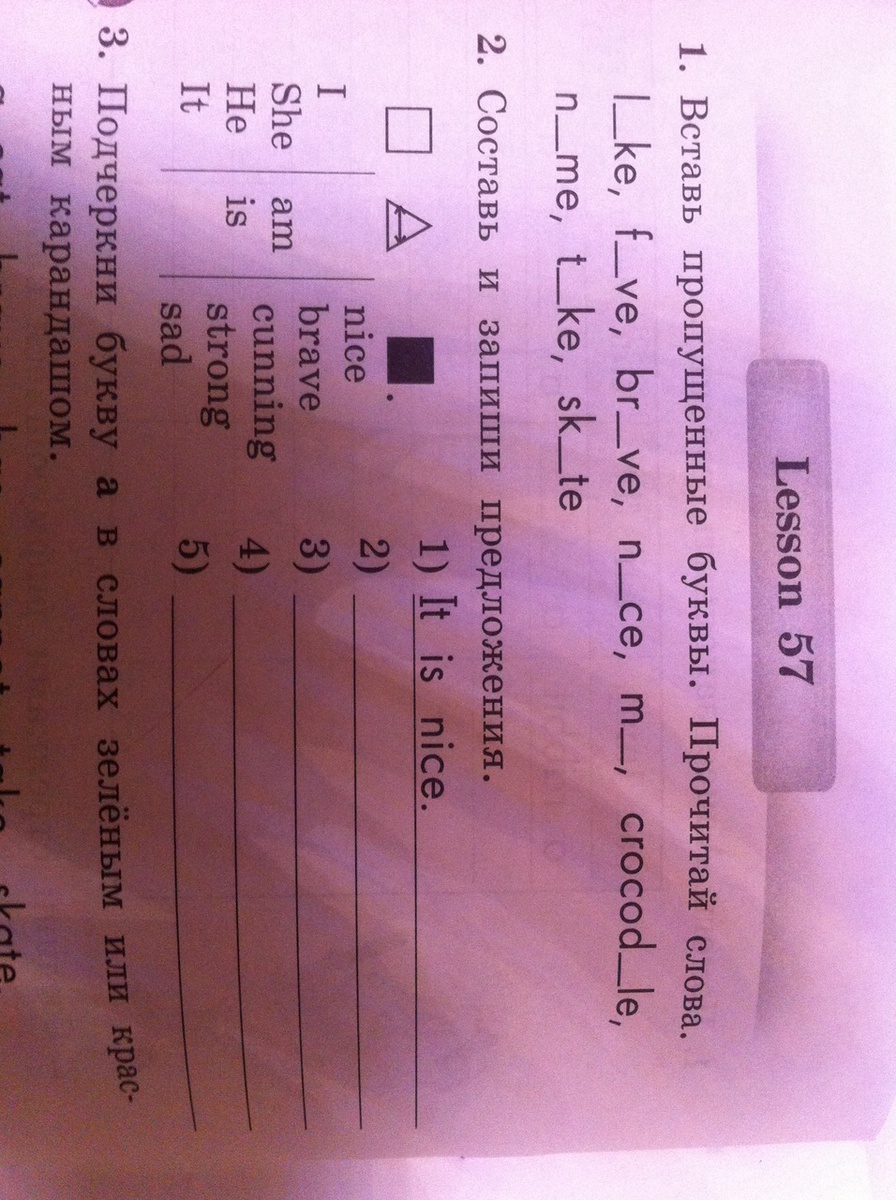 Lesson 57
1. Вставь пропущенные буквы. Прочитай слова.
l_ke, f_ve, br_ve, n_ce, m_, crocod_le,
n_me, t_ke, sk_te
2. Составь и запиши предложения.
1) It is nice.
I am nice 2)
She is brave 3)
He cunning 4)
It strong 5)
sad
3. Подчеркни букву а в словах зелёным или крас-
ным карандашом.
take, skate.